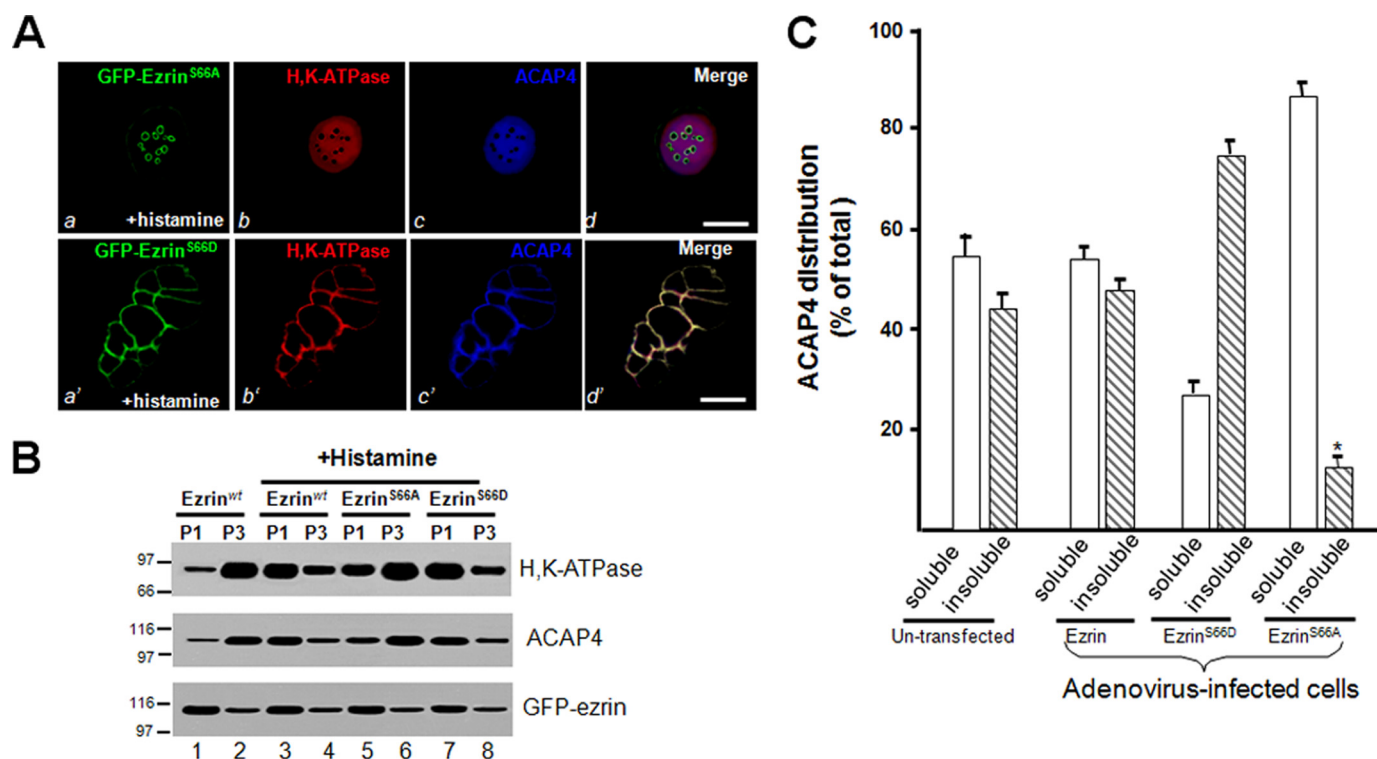 A
GFP-Ezrin^S66A H,K-ATPase ACAP4 Merge
a +histamine b c d
GFP-Ezrin^S66D H,K-ATPase ACAP4 Merge
a' +histamine b' c' d'
B
+Histamine
Ezrin^wt Ezrin^wt Ezrin^S66A Ezrin^S66D
P1 P3 P1 P3 P1 P3 P1 P3
97
66
H,K-ATPase
116
97
ACAP4
116
97
GFP-ezrin
1 2 3 4 5 6 7 8
C
ACAP4 distribution
(% of total)
100
80
60
40
20
*
soluble insoluble soluble insoluble soluble insoluble soluble insoluble
Un-transfected Ezrin Ezrin^S66D Ezrin^S66A
Adenovirus-infected cells